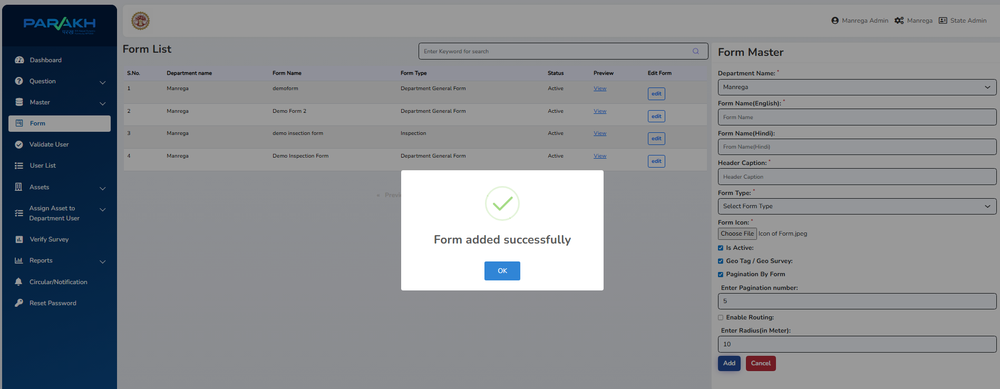 PARAKH
परख
Dashboard
Question
Master
Form
Validate User
User List
Assets
Assign Asset to
Department User
Verify Survey
Reports
Circular/Notification
Reset Password
Manrega Admin Manrega State Admin
Form List
Enter Keyword for search
S.No. Department name Form Name Form Type Status Preview Edit Form
1 Manrega demoform Department General Form Active View edit
2 Manrega Demo Form 2 Department General Form Active View edit
3 Manrega demo insection form Inspection Active View edit
4 Manrega Demo Inspection Form Department General Form Active View edit
«
Form added successfully
OK
Form Master
Department Name: *
Manrega
Form Name(English): *
Form Name
Form Name(Hindi):
From Name(Hindi)
Header Caption: *
Header Caption
Form Type: *
Select Form Type
Form Icon: *
Choose File Icon of Form.jpeg
Is Active:
Geo Tag / Geo Survey:
Pagination By Form
Enter Pagination number:
5
Enable Routing:
Enter Radius(in Meter):
10
Add Cancel